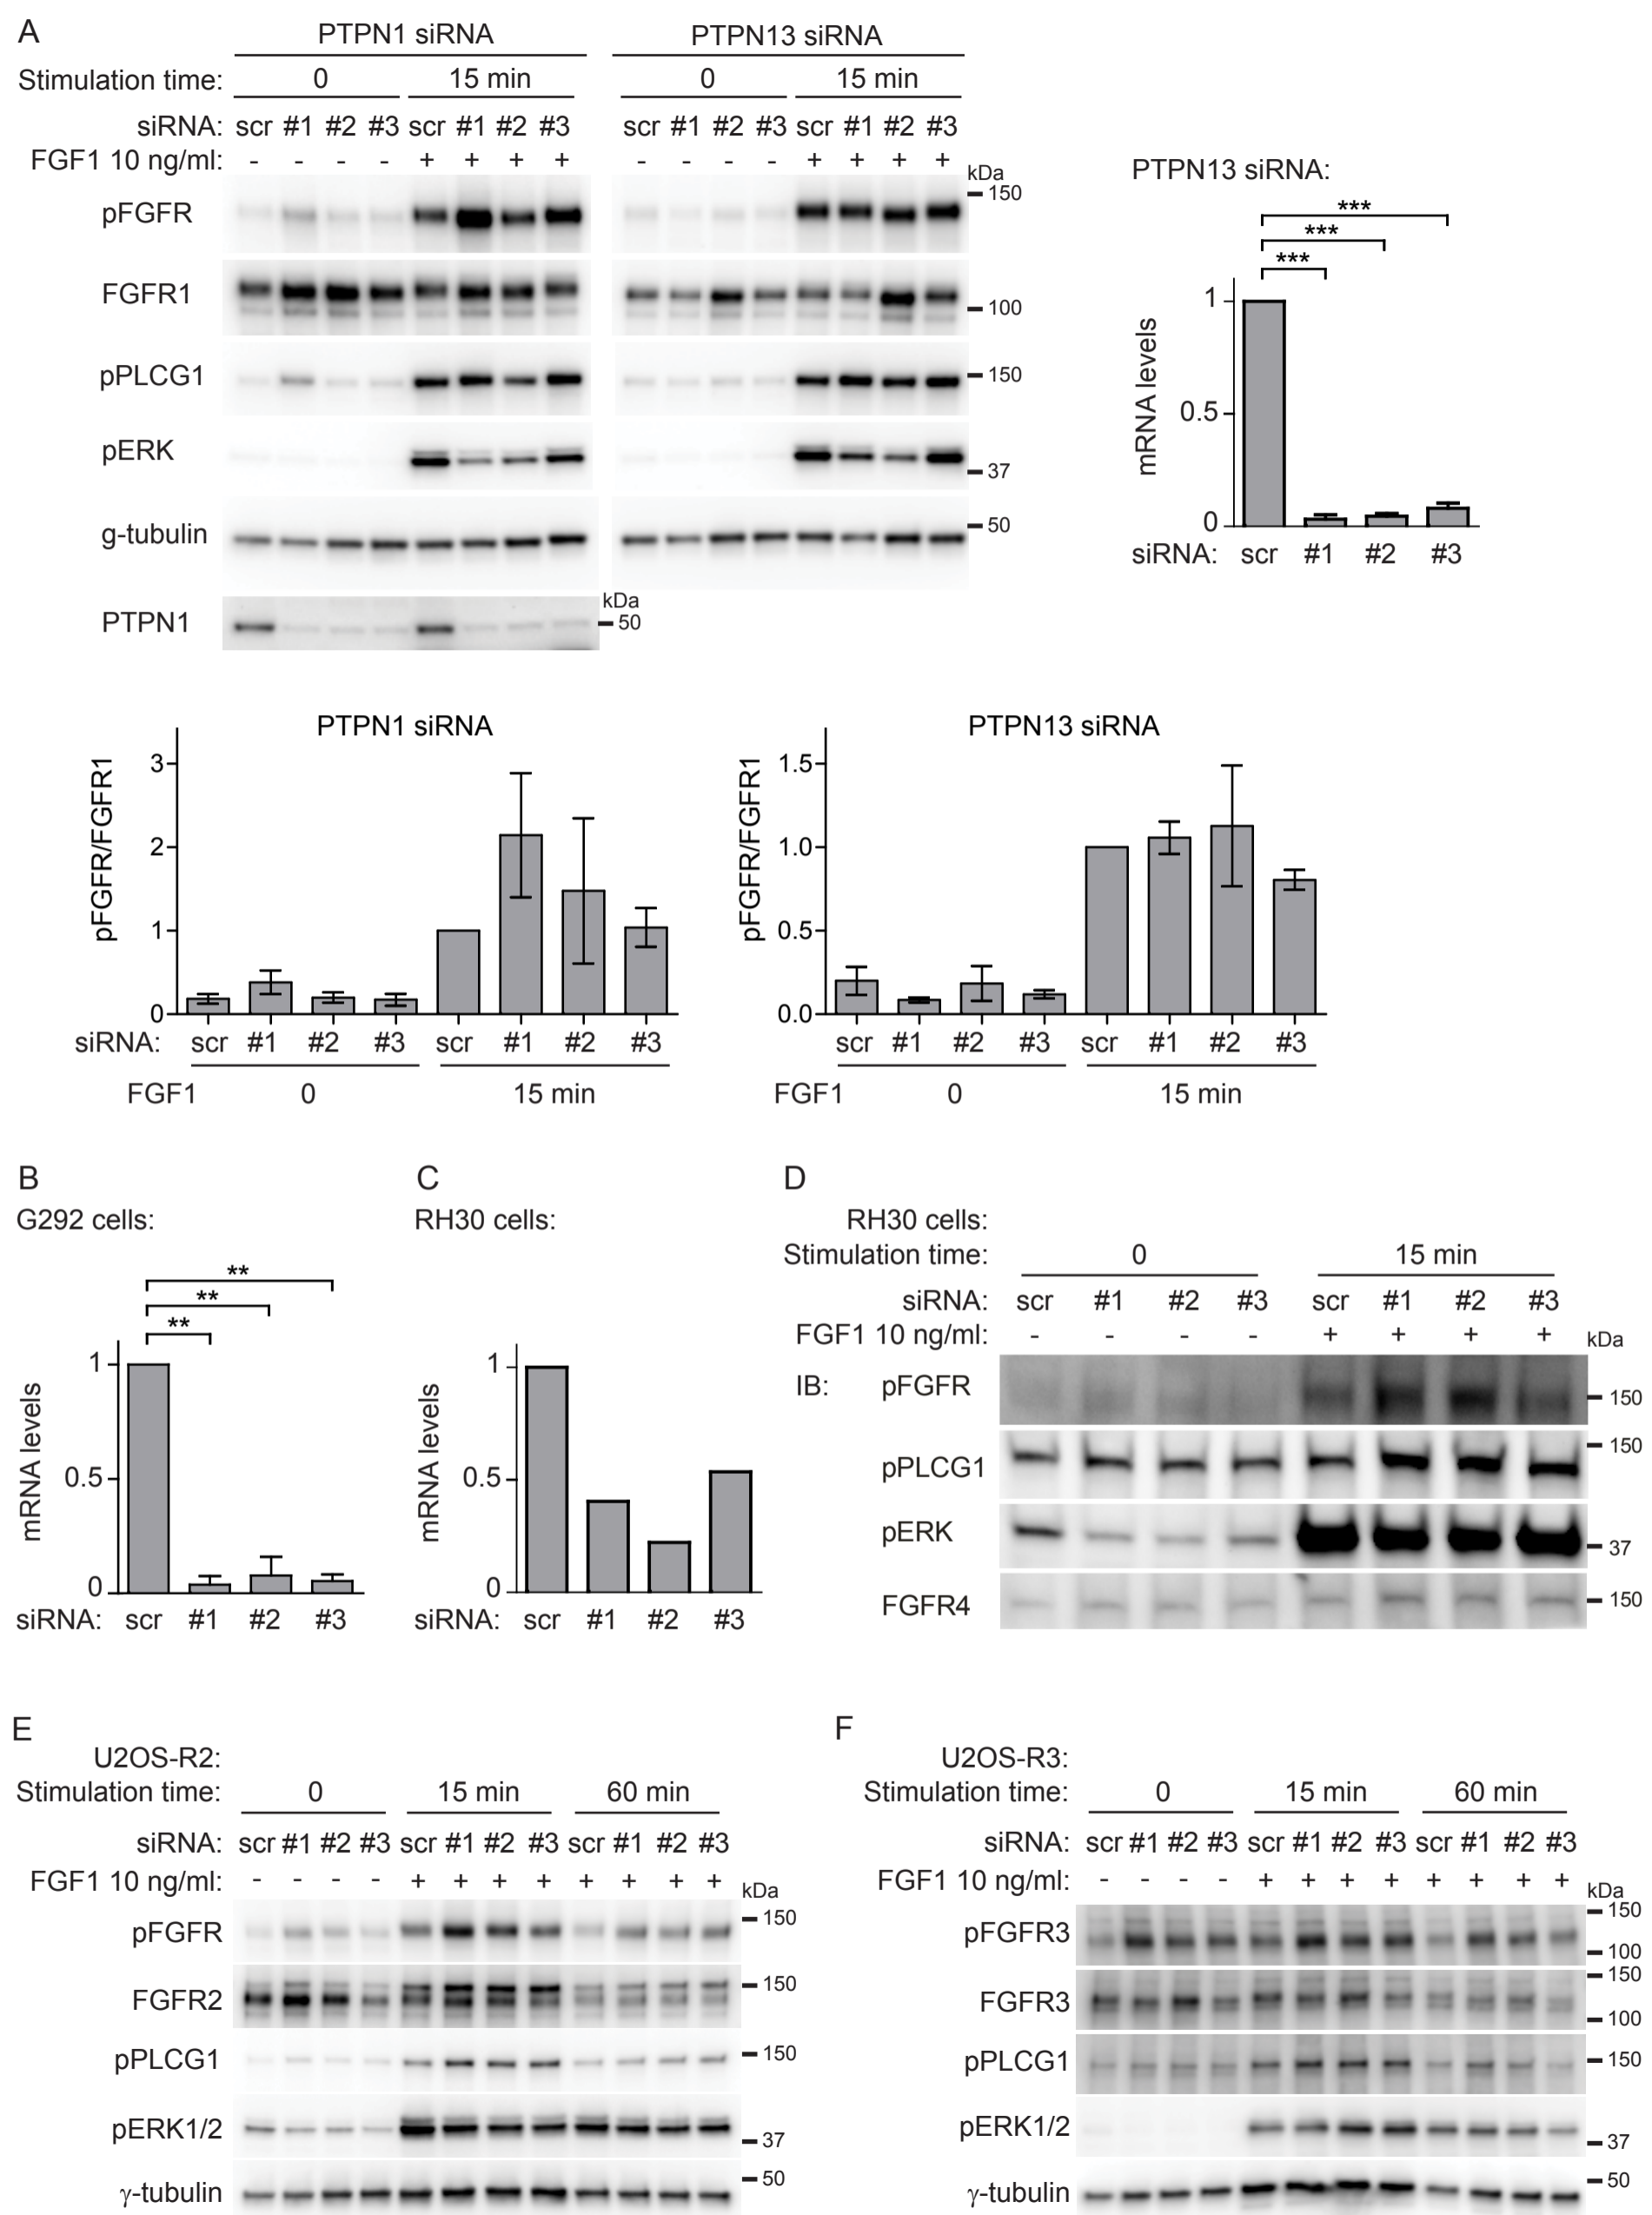 A
PTPN1 siRNA PTPN13 siRNA
Stimulation time: 0 15 min 0 15 min
siRNA: scr #1 #2 #3 scr #1 #2 #3 scr #1 #2 #3 scr #1 #2 #3
FGF1 10 ng/ml: - - - - + + + + - - - - + + + +
kDa
pFGFR 150
FGFR1 100
pPLCG1 150
pERK 37
g-tubulin 50
kDa
PTPN1 50
PTPN13 siRNA:
***
***
***
mRNA levels
1
0.5
0
siRNA: scr #1 #2 #3
PTPN1 siRNA
pFGFR/FGFR1
3
2
1
0
siRNA: scr #1 #2 #3 scr #1 #2 #3
FGF1 0 15 min
PTPN13 siRNA
pFGFR/FGFR1
1.5
1.0
0.5
0.0
scr #1 #2 #3 scr #1 #2 #3
FGF1 0 15 min
B
G292 cells:
**
**
**
mRNA levels
1
0.5
0
siRNA: scr #1 #2 #3
C
RH30 cells:
mRNA levels
1
0.5
0
siRNA: scr #1 #2 #3
D
RH30 cells:
Stimulation time: 0 15 min
siRNA: scr #1 #2 #3 scr #1 #2 #3
FGF1 10 ng/ml: - - - - + + + +
kDa
IB: pFGFR 150
pPLCG1 150
pERK 37
FGFR4 150
E
U2OS-R2:
Stimulation time: 0 15 min 60 min
siRNA: scr #1 #2 #3 scr #1 #2 #3 scr #1 #2 #3
FGF1 10 ng/ml: - - - - + + + + + + + +
kDa
pFGFR 150
FGFR2 150
pPLCG1 150
pERK1/2 37
γ-tubulin 50
F
U2OS-R3:
Stimulation time: 0 15 min 60 min
siRNA: scr #1 #2 #3 scr #1 #2 #3 scr #1 #2 #3
FGF1 10 ng/ml: - - - - + + + + + + + +
kDa
pFGFR3 150
100
FGFR3 150
100
pPLCG1 150
pERK1/2 37
γ-tubulin 50